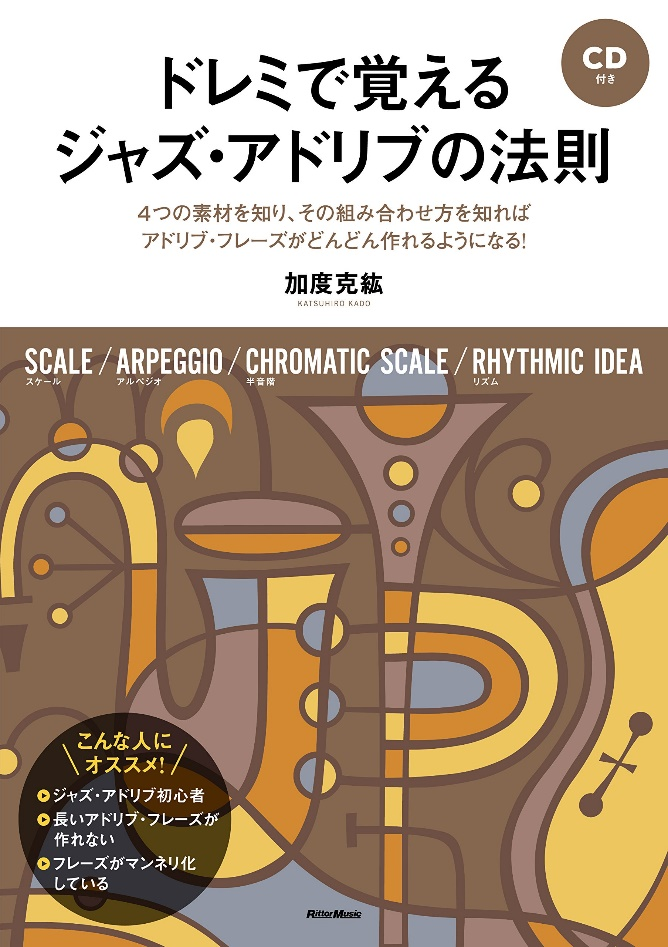 CD
付き
ドレミで覚える
ジャズ・アドリブの法則
4つの素材を知り、その組み合わせ方を知れば
アドリブ・フレーズがどんどん作れるようになる!
加度克紘
KATSUHIRO KADO
SCALE / ARPEGGIO / CHROMATIC SCALE / RHYTHMIC IDEA
スケール アルペジオ 半音階 リズム
こんな人に
オススメ!
ジャズ・アドリブ初心者
長いアドリブ・フレーズが
作れない
フレーズがマンネリ化
している
Rittor Music